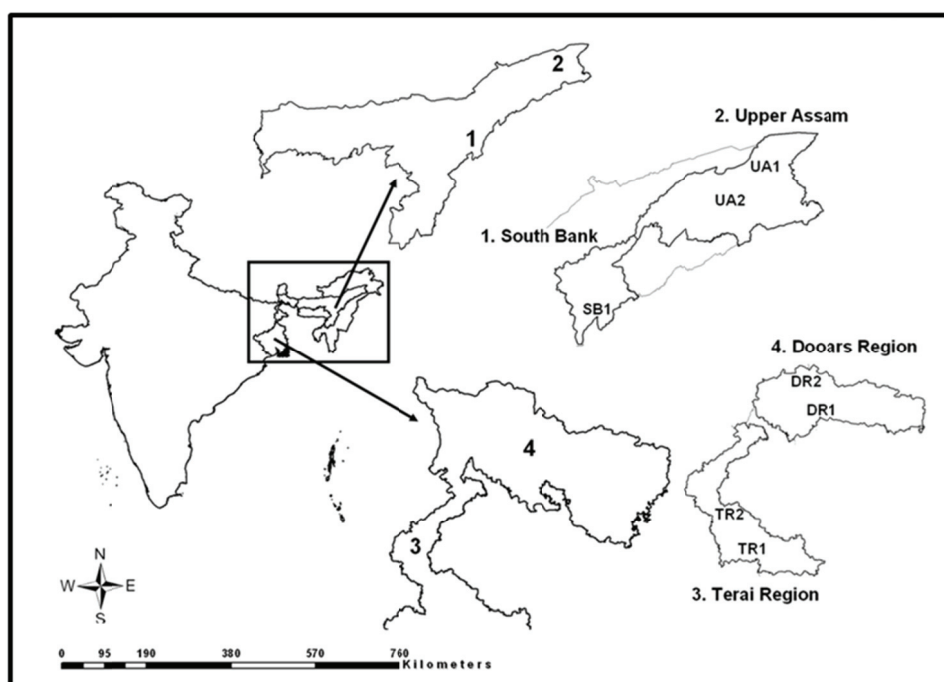 2
1
2. Upper Assam
UA1
UA2
1. South Bank
SB1
4. Dooars Region
DR2
DR1
4
3
TR2
TR1
3. Terai Region
N
W E
S
0 95 190 380 570 760
Kilometers